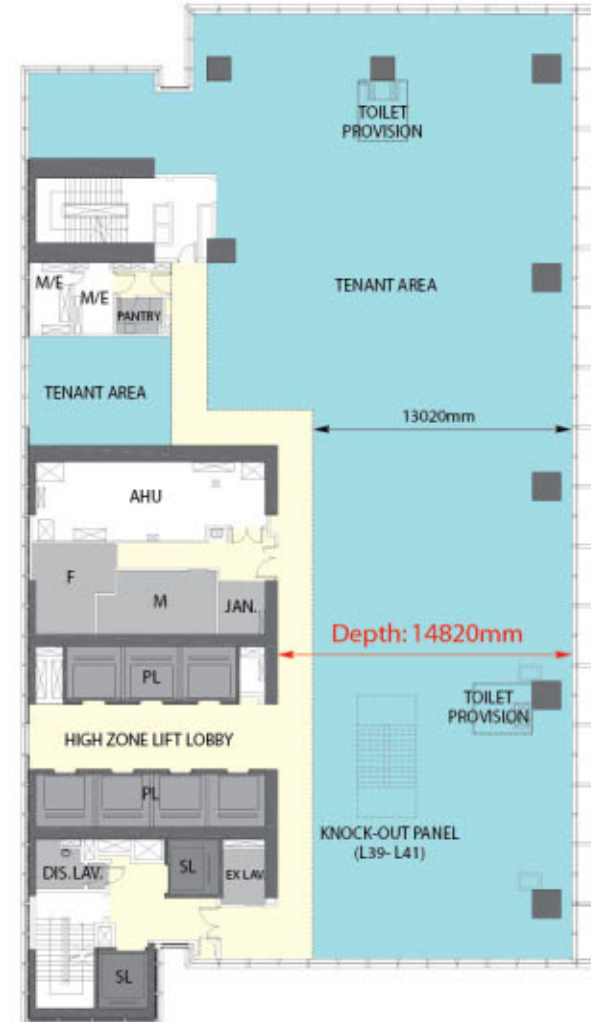 TOILET
PROVISION
M/E
M/E
PANTRY
TENANT AREA
TENANT AREA
13020mm
AHU
F
M
JAN.
Depth: 14820mm
PL
TOILET
PROVISION
HIGH ZONE LIFT LOBBY
PL
KNOCK-OUT PANEL
(L39- L41)
DIS. LAV.
SL
EX LAV.
SL